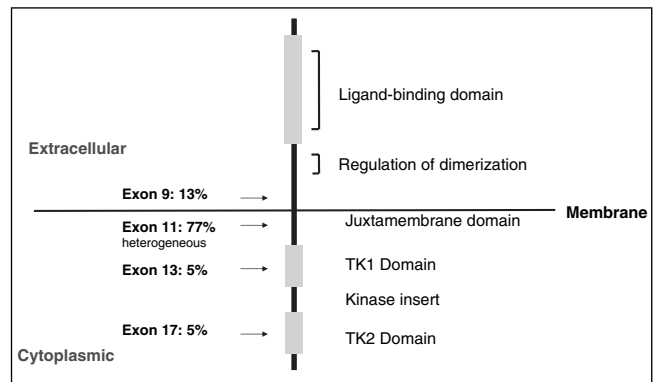 Ligand-binding domain
Extracellular
Regulation of dimerization
Exon 9: 13%
Membrane
Exon 11: 77%
heterogeneous
Juxtamembrane domain
Exon 13: 5%
TK1 Domain
Kinase insert
Exon 17: 5%
TK2 Domain
Cytoplasmic